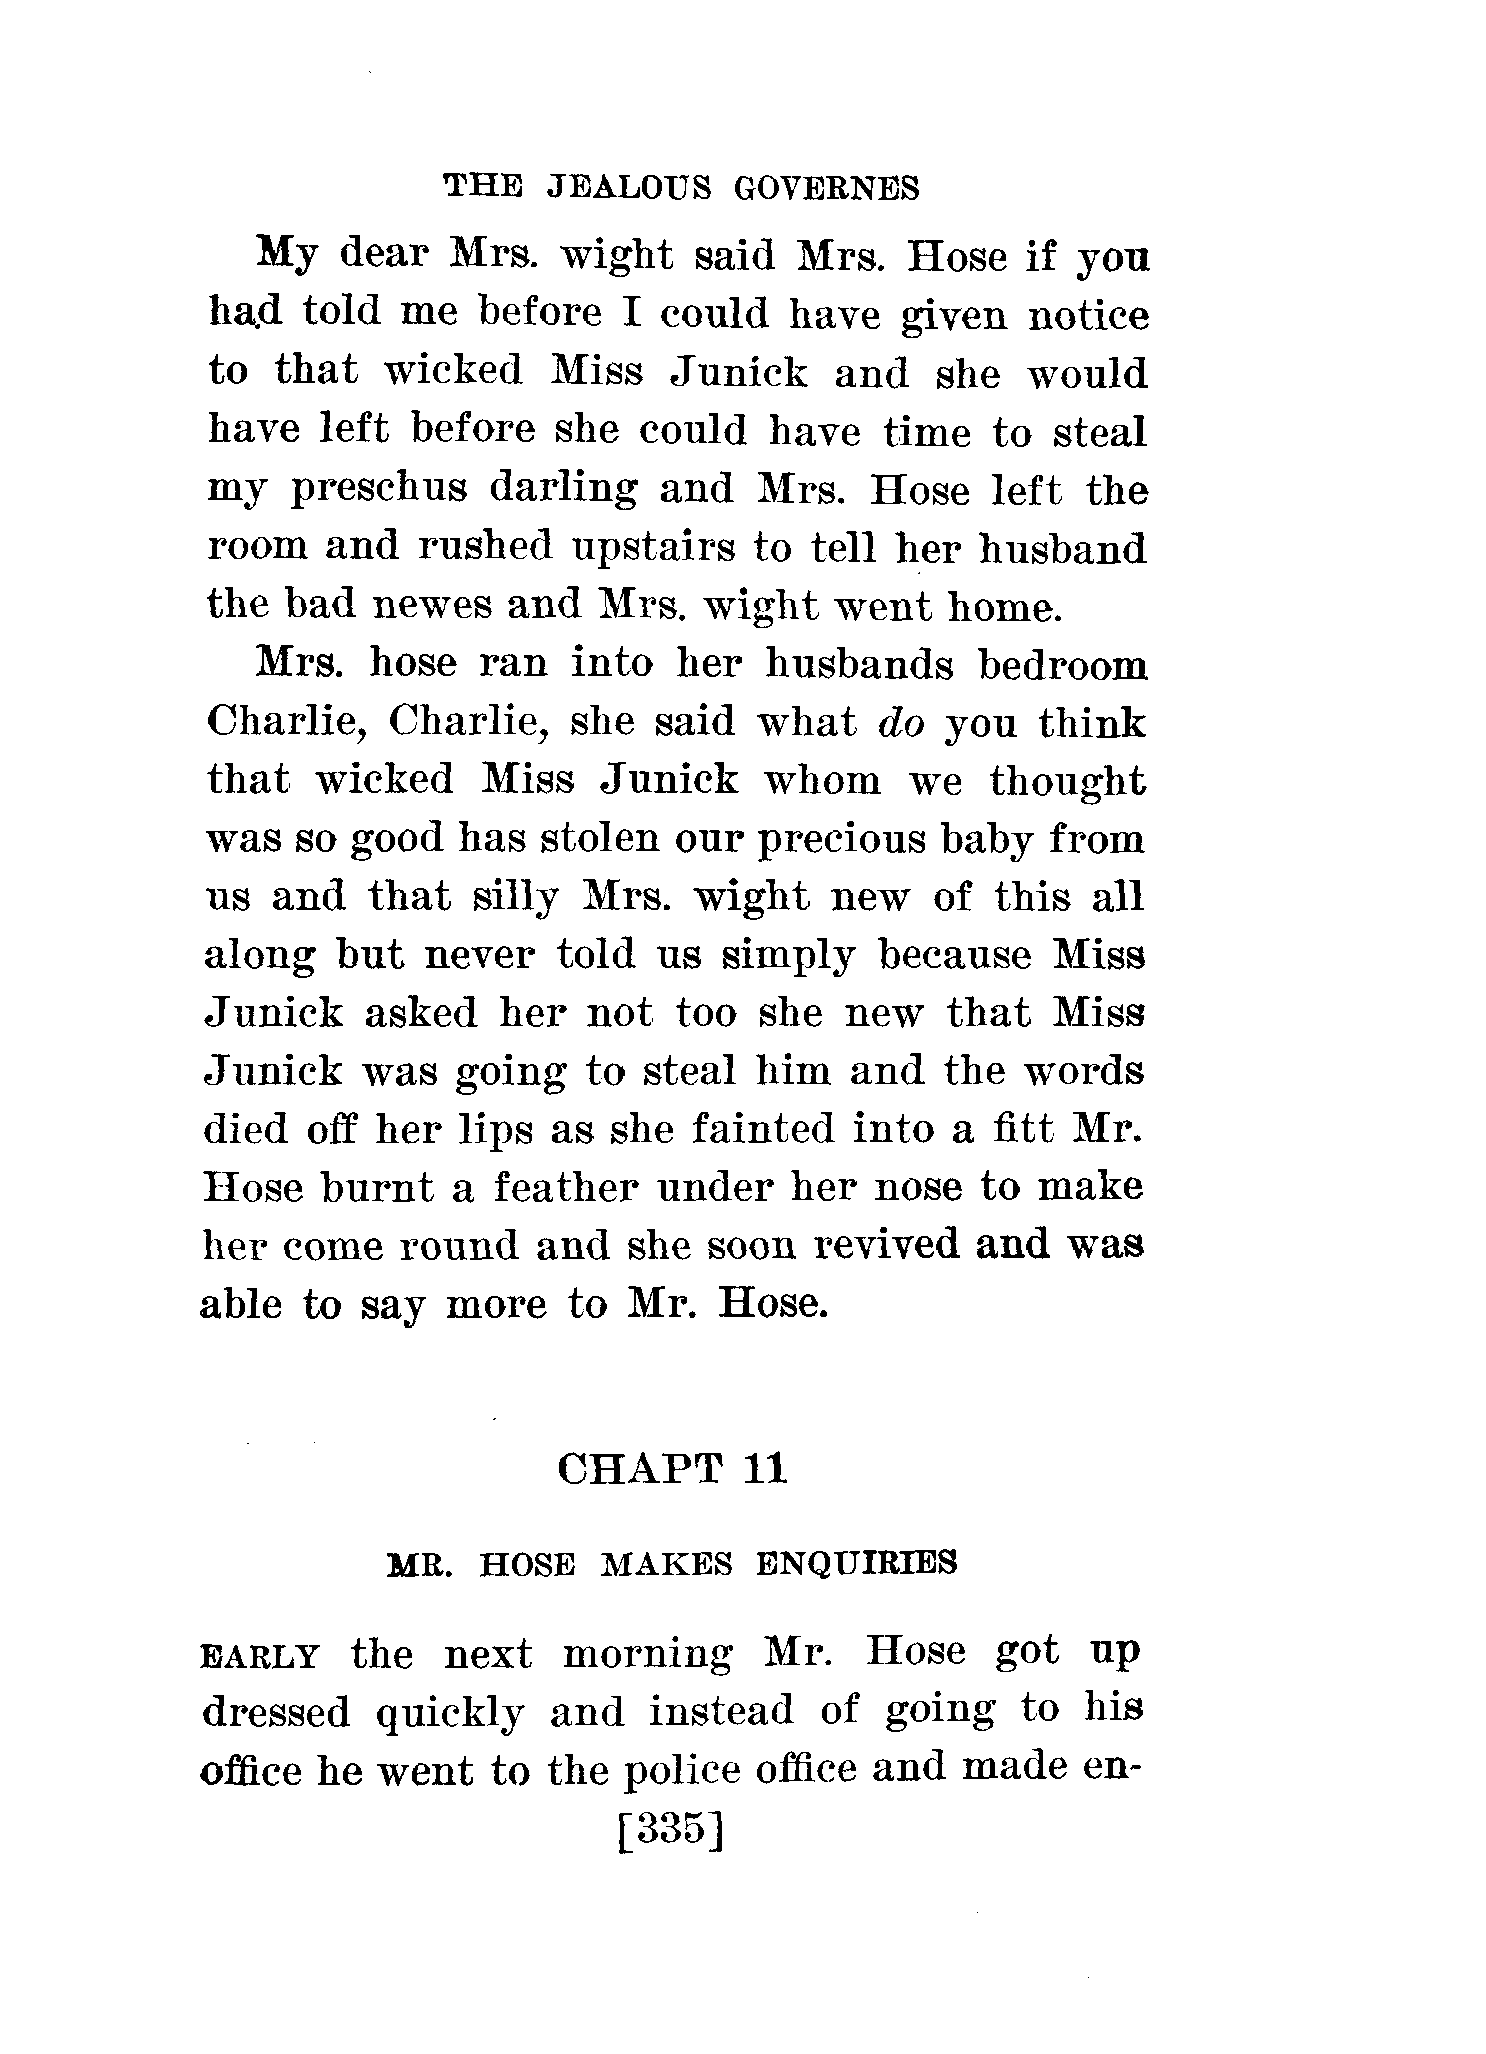 THE JEALOUS GOVERNES
My dear Mrs. wight said Mrs. Hose if you
had told me before I could have given notice
to that wicked Miss Junick and she would
have left before she could have time to steal
my preschus darling and Mrs. Hose left the
room and rushed upstairs to tell her husband
the bad newes and Mrs. wight went home.
Mrs. hose ran into her husbands bedroom
Charlie, Charlie, she said what do you think
that wicked Miss Junick whom we thought
was so good has stolen our precious baby from
us and that silly Mrs. wight new of this all
along but never told us simply because Miss
Junick asked her not too she new that Miss
Junick was going to steal him and the words
died off her lips as she fainted into a fitt Mr.
Hose burnt a feather under her nose to make
her come round and she soon revived and was
able to say more to Mr. Hose.
CHAPT 11
MR. HOSE MAKES ENQUIRIES
EARLY the next morning Mr. Hose got up
dressed quickly and instead of going to his
office he went to the police office and made en-
[335]